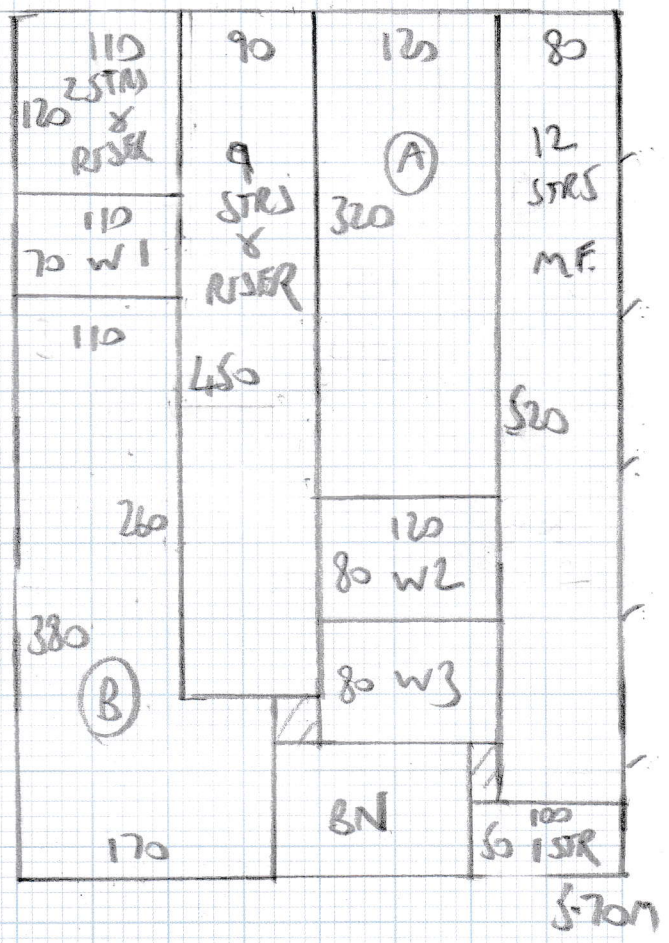 110
2 STRS
120 &
RISER
110
70 W1
110
260
380
B
170
90
9
STRS
&
RISER
450
120
A
320
120
80 W2
80 W3
BN
80
12
STRS
M.F.
520
100
50 1 STR
5.70M